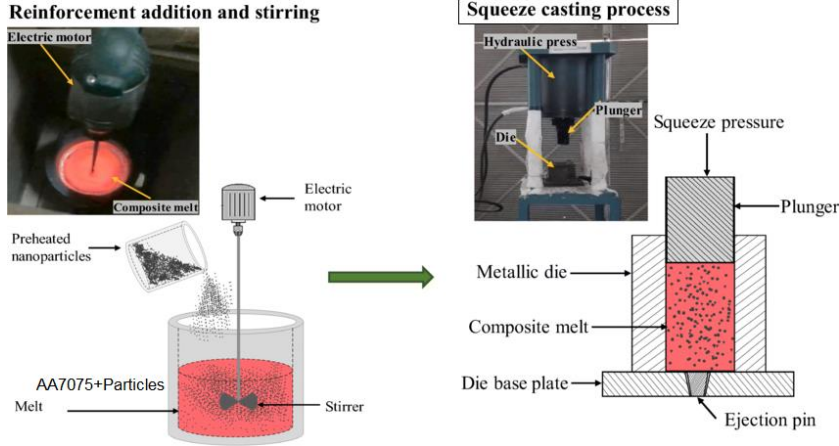 Reinforcement addition and stirring
Electric motor
Composite melt
Electric
motor
Preheated
nanoparticles
AA7075+Particles
Melt
Stirrer
Squeeze casting process
Hydraulic press
Plunger
Die
Squeeze pressure
Plunger
Metallic die
Composite melt
Die base plate
Ejection pin